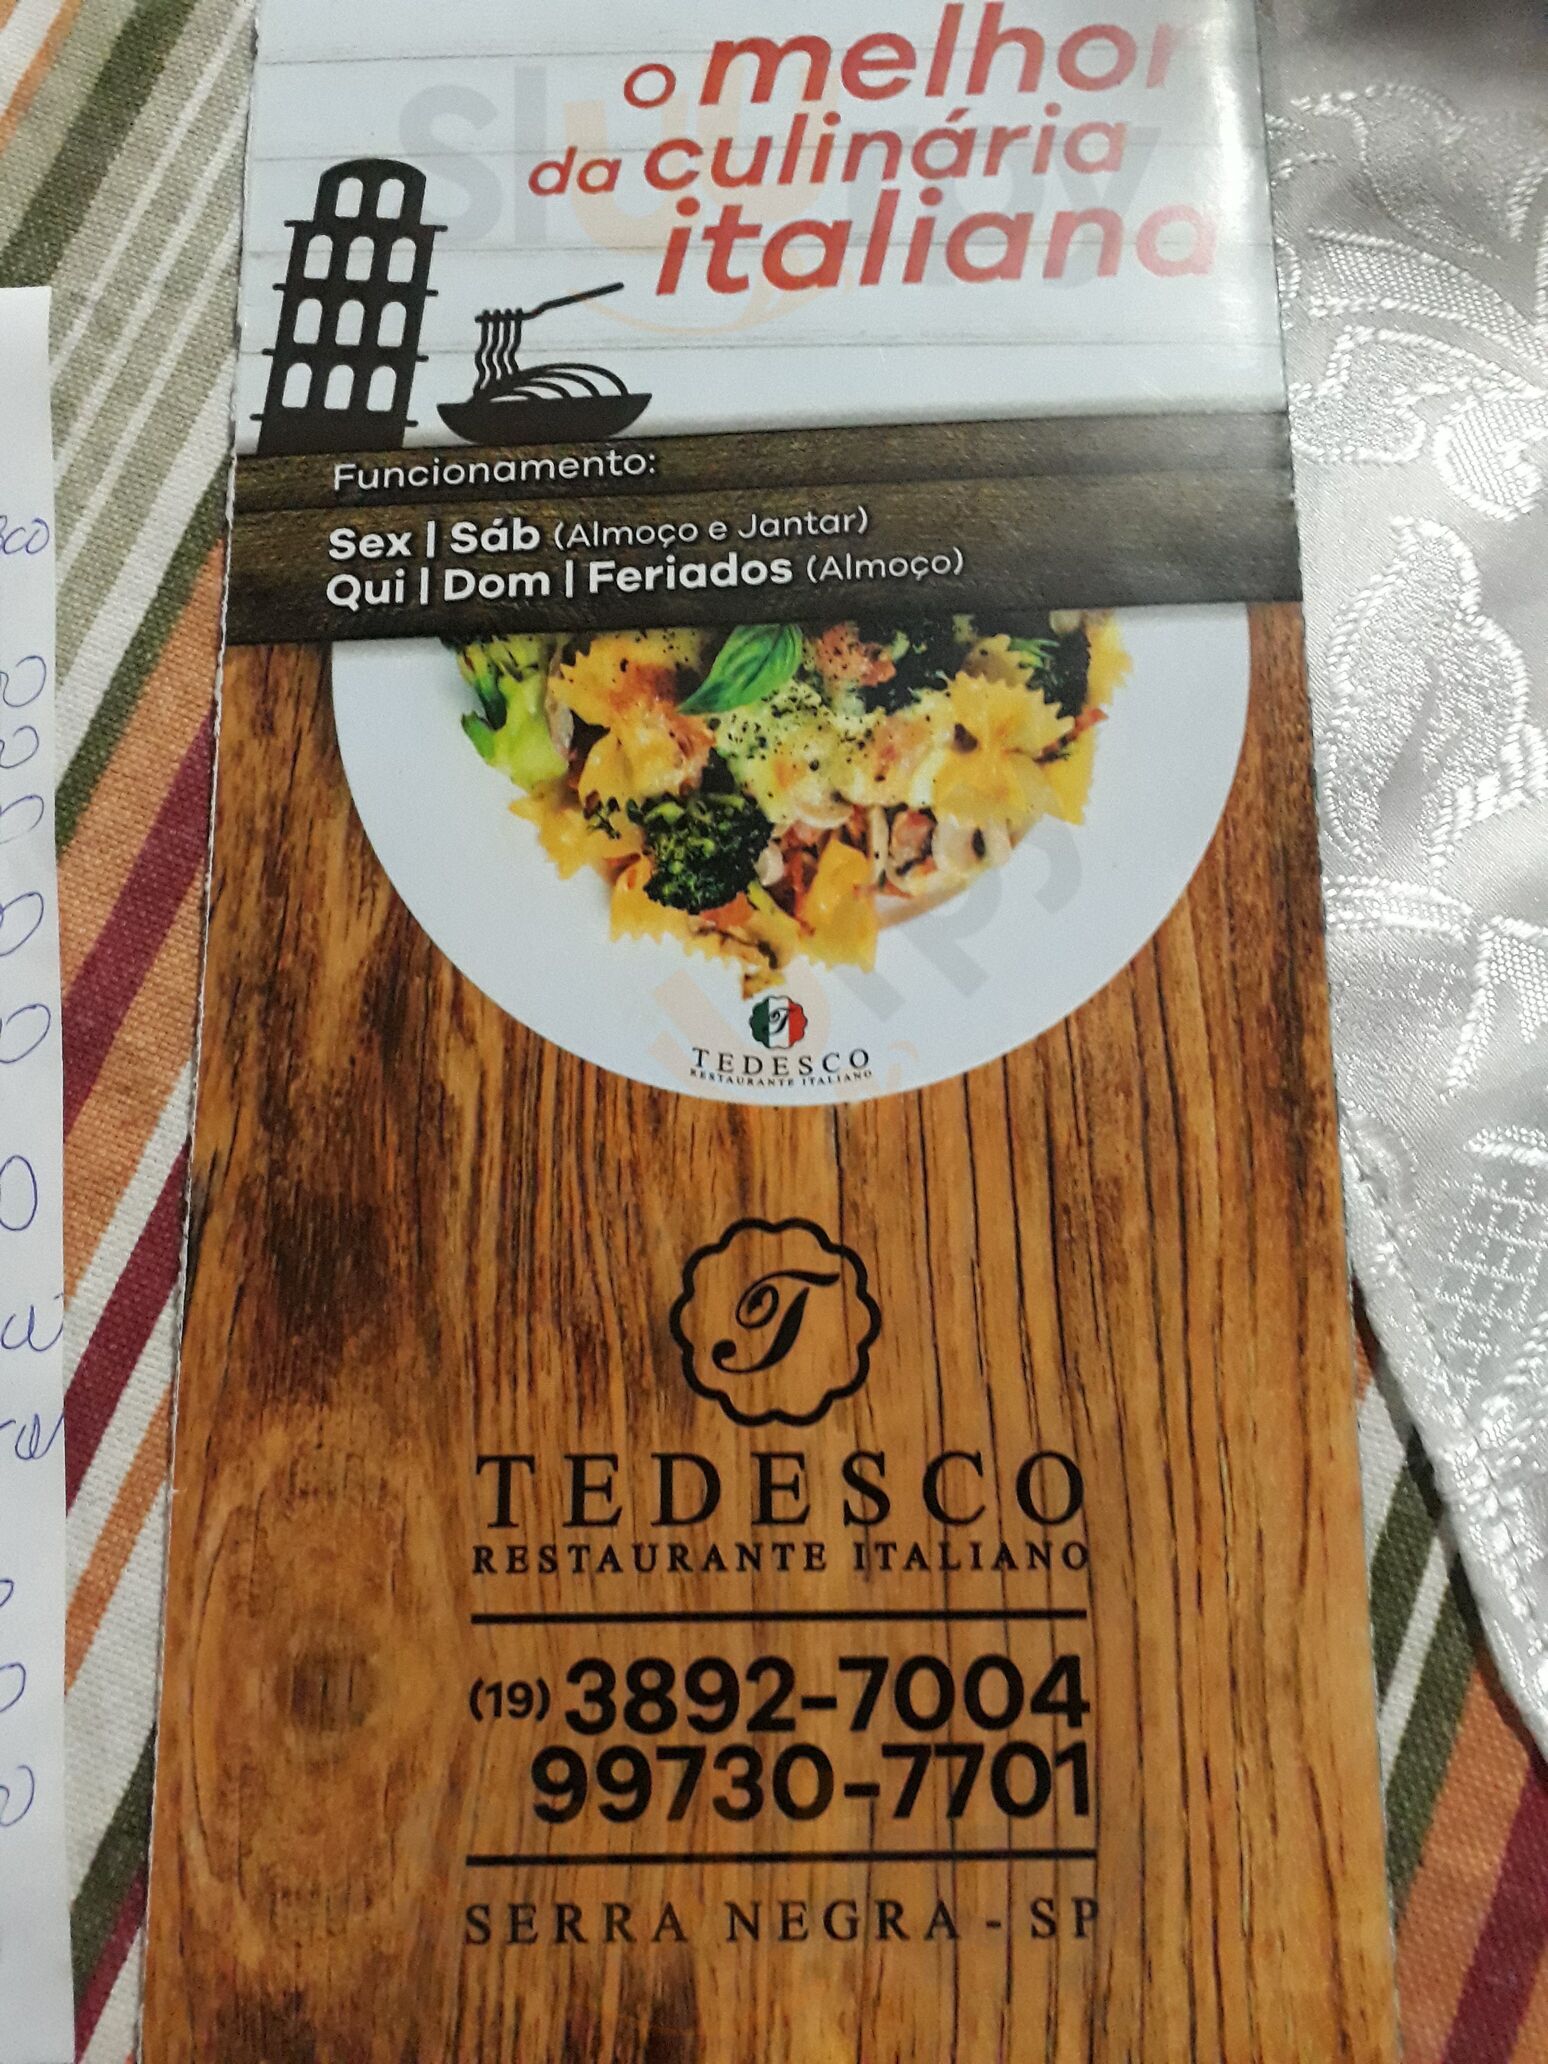 o melhor
da culinária
italiana
Funcionamento:
Sex | Sáb (Almoço e Jantar)
Qui | Dom | Feriados (Almoço)
T
TEDESCO
RESTAURANTE ITALIANO
T
TEDESCO
RESTAURANTE ITALIANO
(19) 3892-7004
99730-7701
SERRA NEGRA - SP